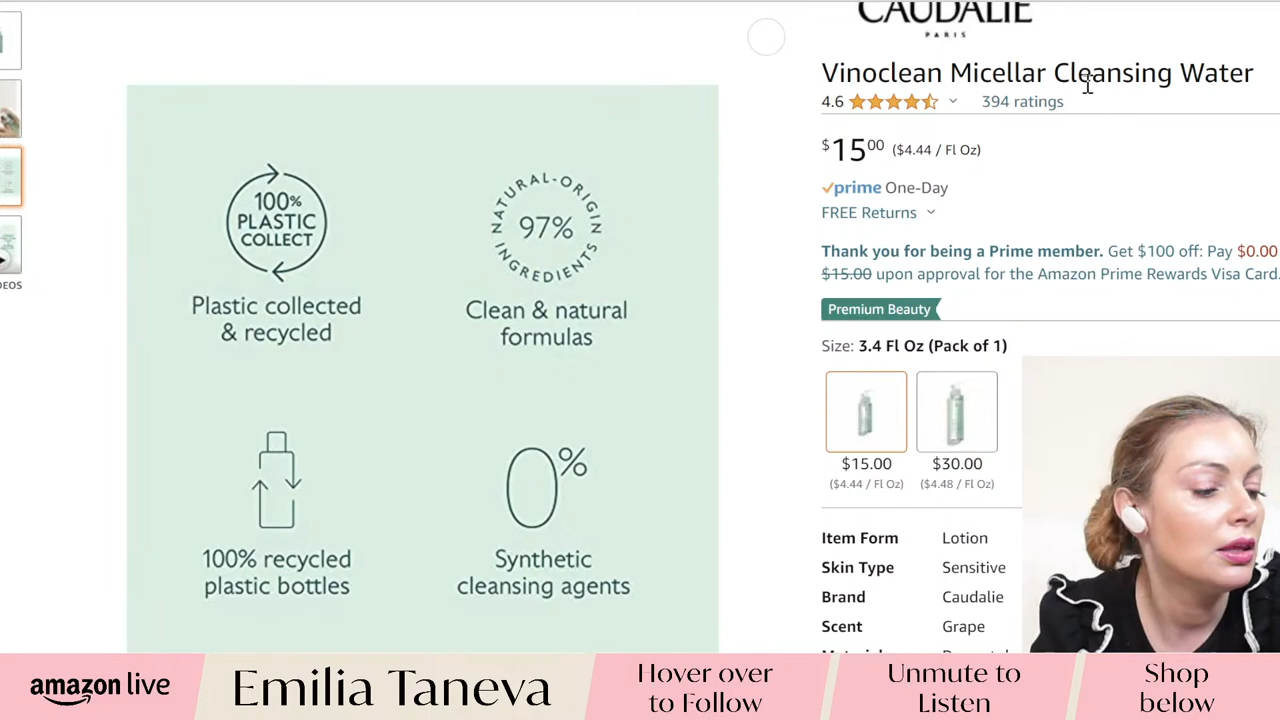 CAUDALIE
PARIS
Vinoclean Micellar Cleansing Water
4.6 394 ratings
$1500 ($4.44 / Fl Oz)
prime One-Day
FREE Returns
Thank you for being a Prime member. Get $100 off: Pay $0.00
$15.00 upon approval for the Amazon Prime Rewards Visa Card.
Premium Beauty
Size: 3.4 Fl Oz (Pack of 1)
$15.00 $30.00
($4.44 / Fl Oz) ($4.48 / Fl Oz)
Item Form Lotion
Skin Type Sensitive
Brand Caudalie
Scent Grape
100%
PLASTIC
COLLECT
Plastic collected
& recycled
NATURAL-ORIGIN
97%
INGREDIENTS
Clean & natural
formulas
100% recycled
plastic bottles
0%
Synthetic
cleansing agents
amazon live
Emilia Taneva
Hover over
to Follow
Unmute to
Listen
Shop
below